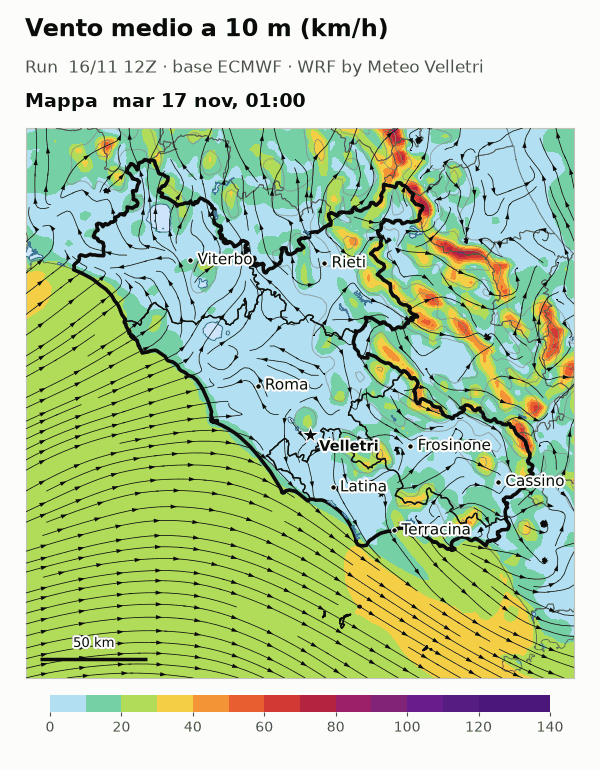 Vento medio a 10 m (km/h)
Run  16/11 12Z · base ECMWF · WRF by Meteo Velletri
Mappa  mar 17 nov, 01:00
Viterbo
Rieti
Roma
Velletri
Frosinone
Latina
Cassino
Terracina
50 km
0 20 40 60 80 100 120 140